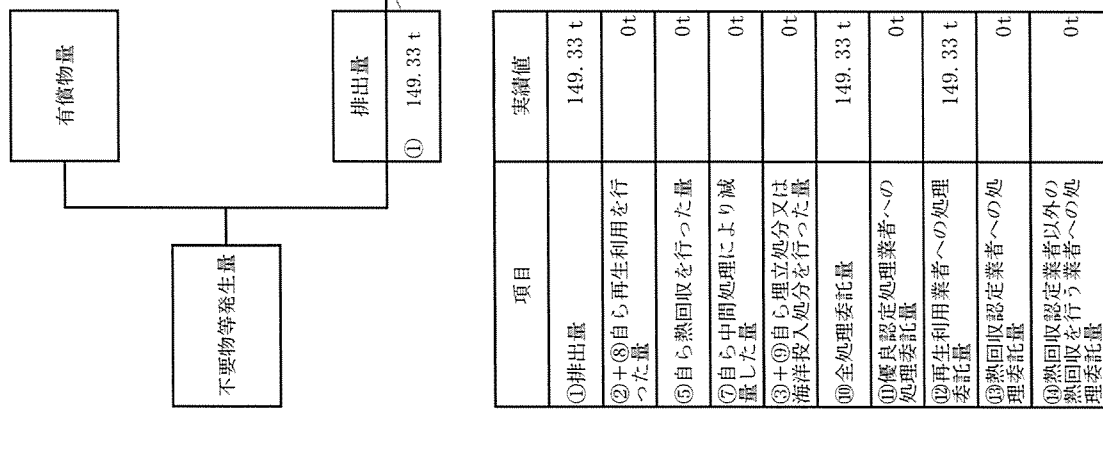 不要物等発生量
有償物量
排出量
① 149.33 t
項目
実績値
①排出量
149.33 t
②+⑧自ら再生利用を行
った量
0t
⑤自ら熱回収を行った量
0t
⑦自ら中間処理により減
量した量
0t
③+⑨自ら埋立処分又は
海洋投入処分を行った量
0t
⑩全処理委託量
149.33 t
⑪優良認定処理業者への
処理委託量
0t
⑫再生利用業者への処理
委託量
149.33 t
⑬熱回収認定業者への処
理委託量
0t
⑭熱回収認定業者以外の
熱回収を行う業者への処
理委託量
0t